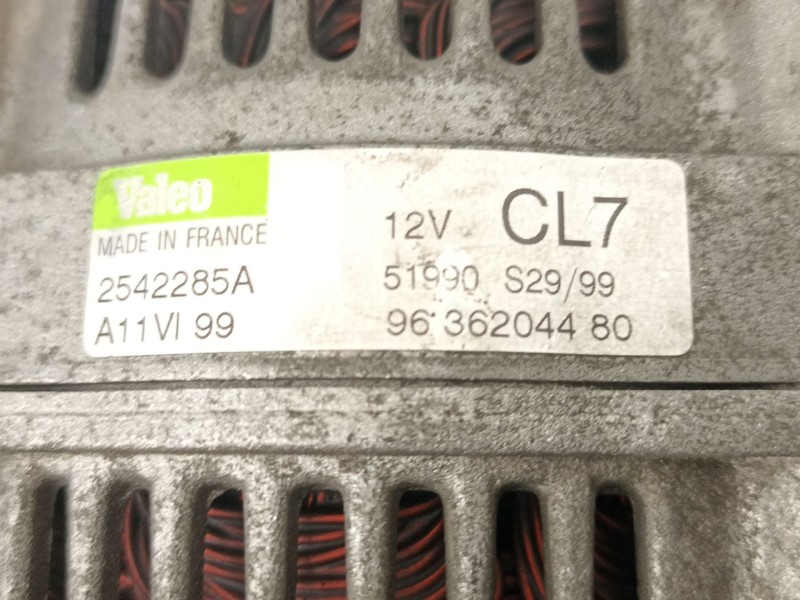 Valeo
MADE IN FRANCE
2542285A
A11VI 99
12V CL7
51990 S29/99
96 362044 80